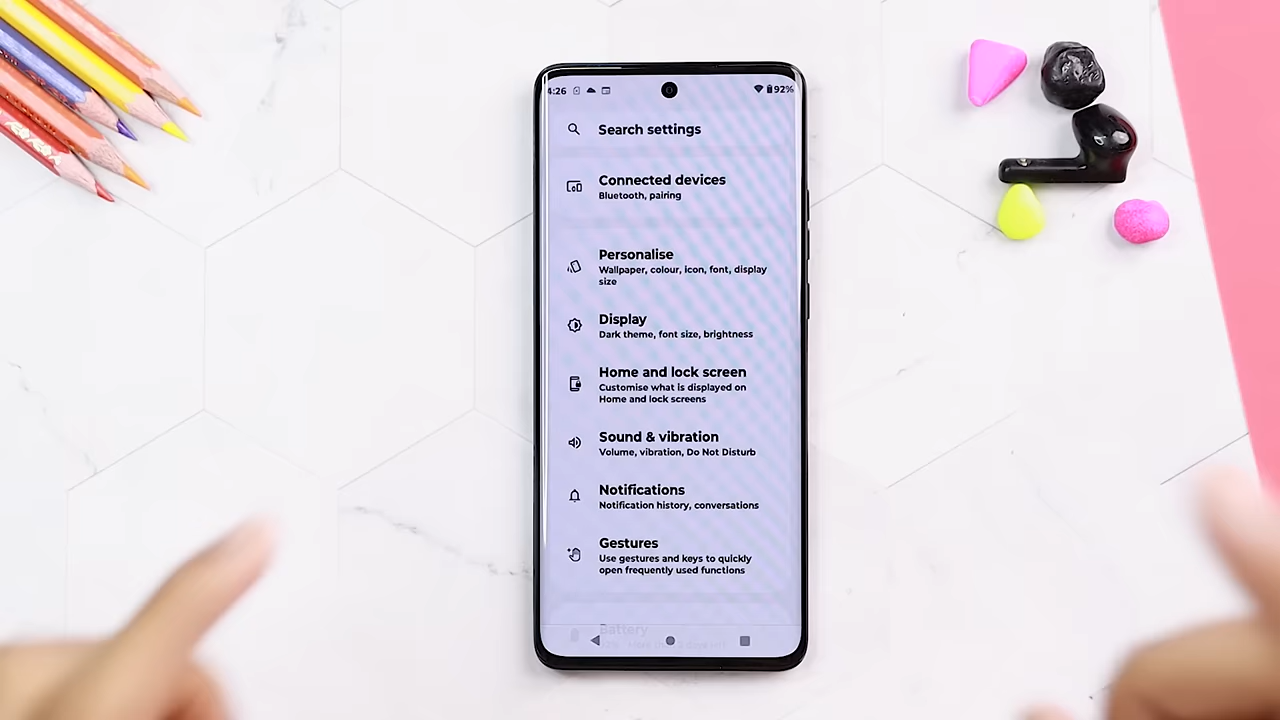 4:26 92%
Search settings
Connected devices
Bluetooth, pairing
Personalise
Wallpaper, colour, icon, font, display
size
Display
Dark theme, font size, brightness
Home and lock screen
Customise what is displayed on
Home and lock screens
Sound & vibration
Volume, vibration, Do Not Disturb
Notifications
Notification history, conversations
Gestures
Use gestures and keys to quickly
open frequently used functions
Battery